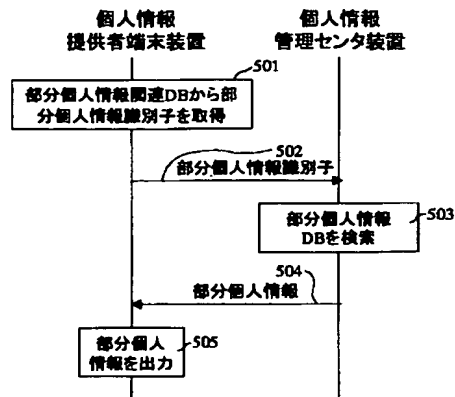 個人情報
提供者端末装置
個人情報
管理センタ装置
501
部分個人情報関連DBから部
分個人情報識別子を取得
502
部分個人情報識別子
部分個人情報
DBを検索
503
504
部分個人情報
部分個人
情報を出力
505